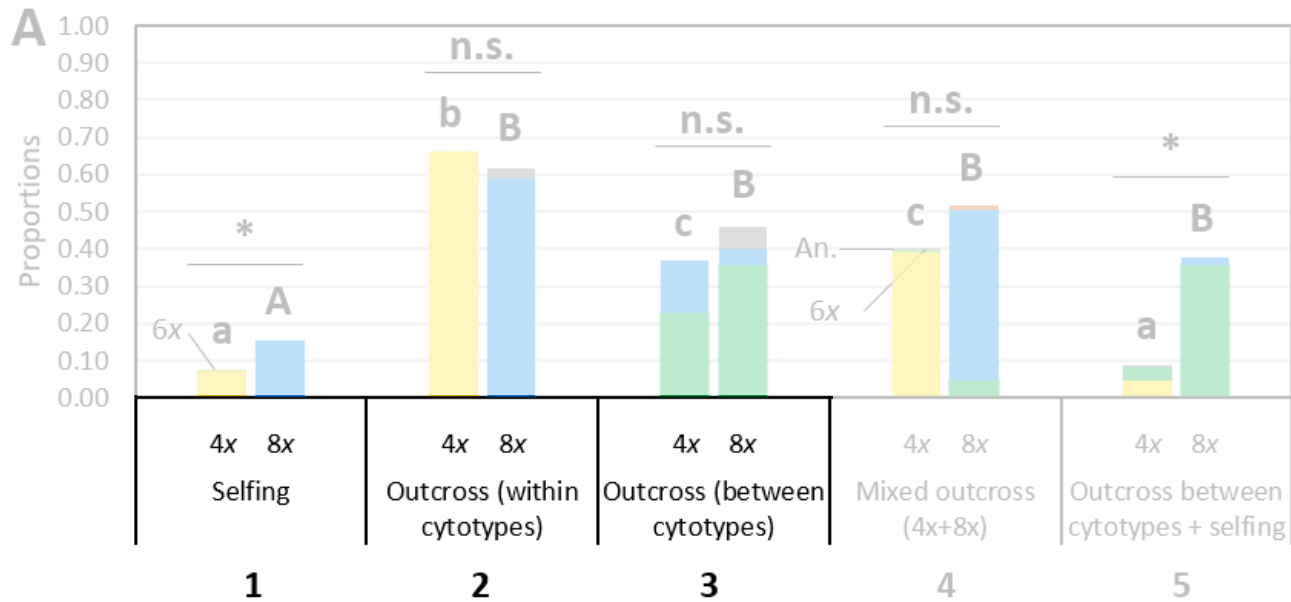 A
1.00
0.90
0.80
0.70
0.60
0.50
0.40
0.30
0.20
0.10
0.00
Proportions
* n.s. n.s. n.s. *
6x a A b B c B c B a B
An.
6x
4x 8x 4x 8x 4x 8x 4x 8x 4x 8x
Selfing
Outcross (within
cytotypes)
Outcross (between
cytotypes)
Mixed outcross
(4x+8x)
Outcross between
cytotypes + selfing
1 2 3 4 5